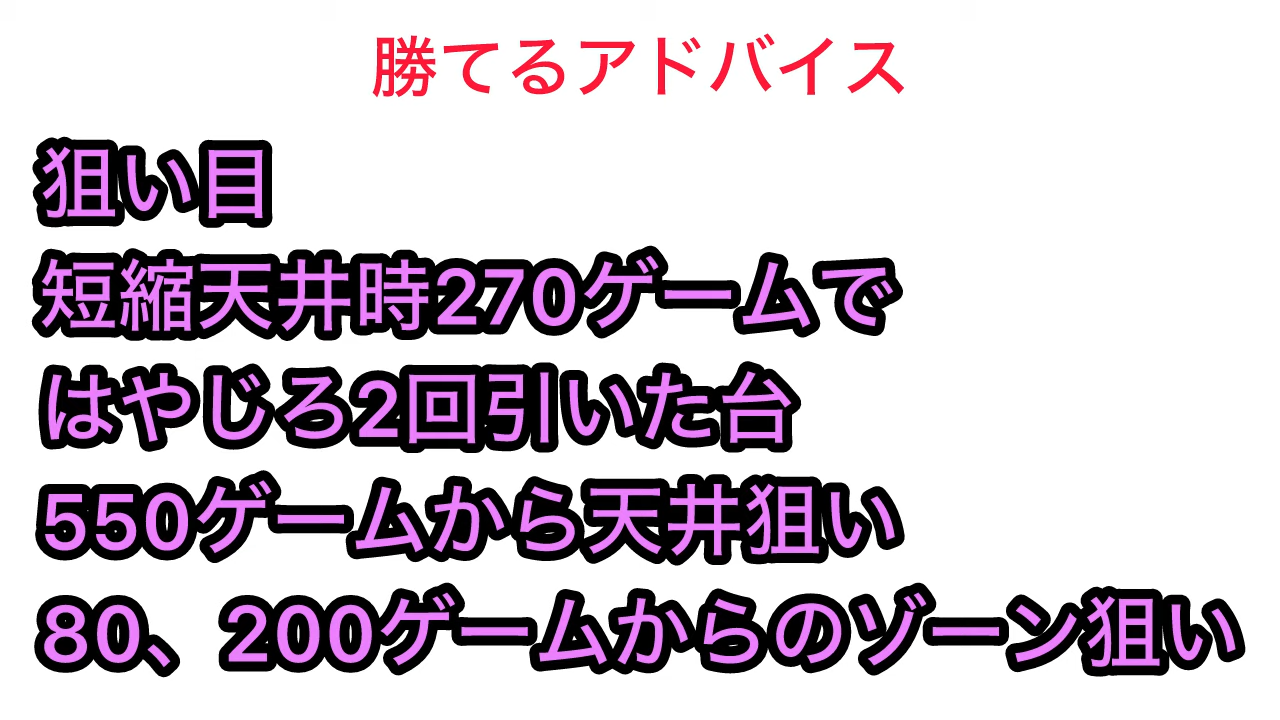 勝てるアドバイス
狙い目
短縮天井時270ゲームで
はやじろ2回引いた台
550ゲームから天井狙い
80、200ゲームからのゾーン狙い